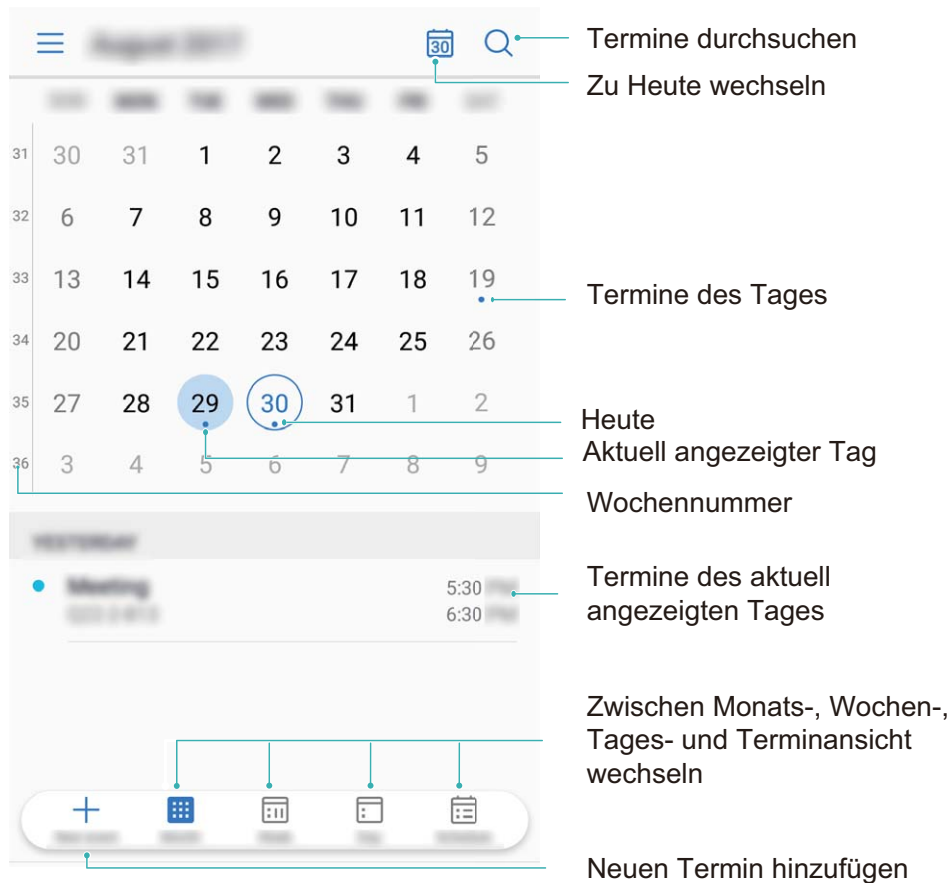 30
Termine durchsuchen
Zu Heute wechseln
31 30 31 1 2 3 4 5
32 6 7 8 9 10 11 12
33 13 14 15 16 17 18 19
Termine des Tages
34 20 21 22 23 24 25 26
35 27 28 29 30 31 1 2
Heute
Aktuell angezeigter Tag
36 3 4 5 6 7 8 9
Wochennummer
YESTERDAY
Meeting
5:30
6:30
Termine des aktuell
angezeigten Tages
Zwischen Monats-, Wochen-,
Tages- und Terminansicht
wechseln
Neuen Termin hinzufügen